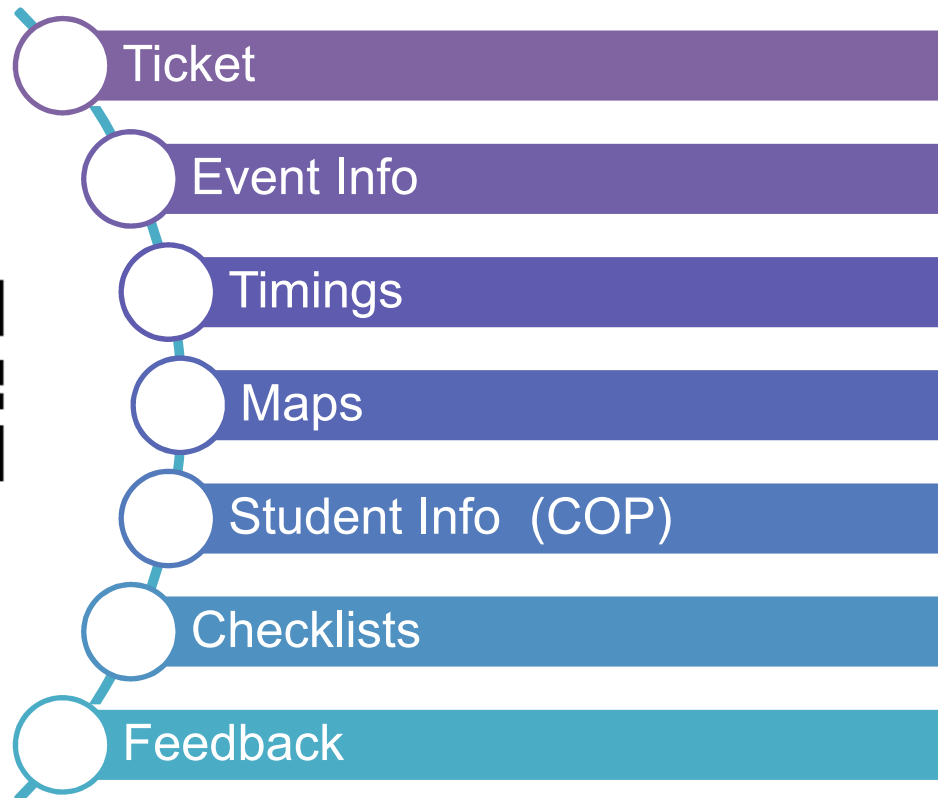 Ticket
Event Info
Timings
Maps
Student Info  (COP)
Checklists
Feedback